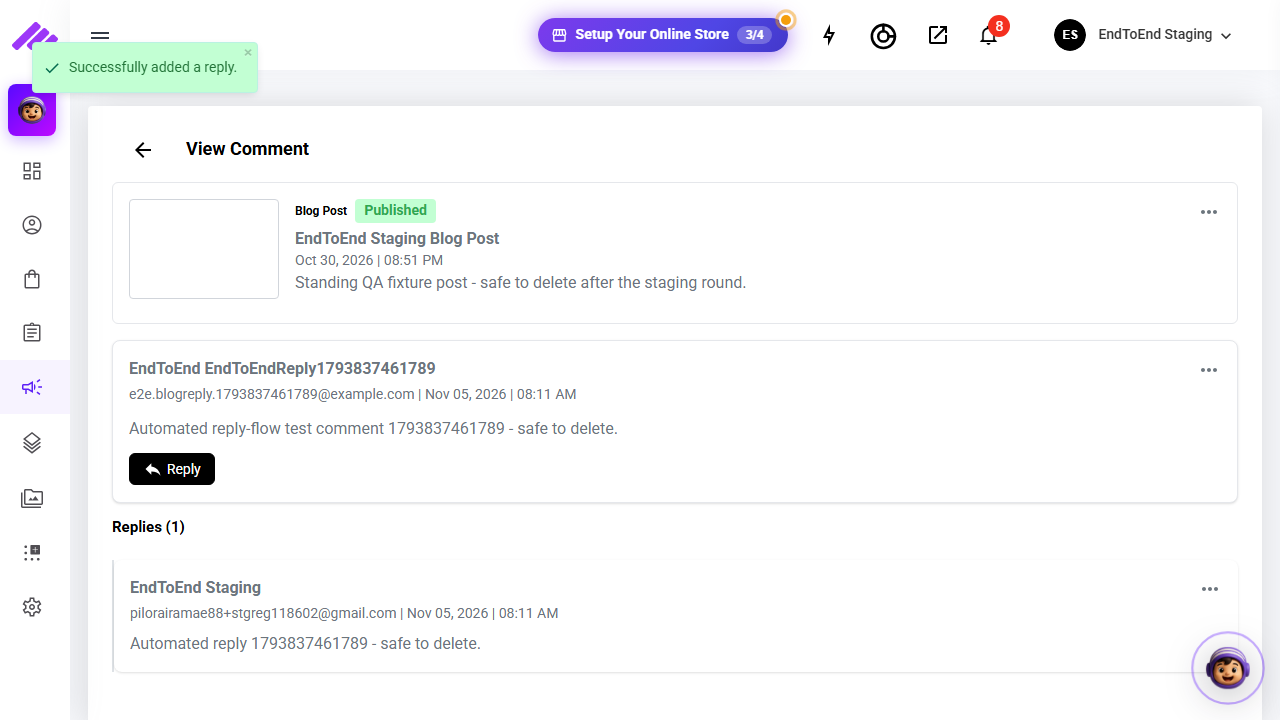 Setup Your Online Store 3/4
8
ES EndToEnd Staging
Successfully added a reply.
×
View Comment
Blog Post Published
EndToEnd Staging Blog Post
Oct 30, 2026 | 08:51 PM
Standing QA fixture post - safe to delete after the staging round.
EndToEnd EndToEndReply1793837461789
e2e.blogreply.1793837461789@example.com | Nov 05, 2026 | 08:11 AM
Automated reply-flow test comment 1793837461789 - safe to delete.
Reply
Replies (1)
EndToEnd Staging
pilorairamae88+stgreg118602@gmail.com | Nov 05, 2026 | 08:11 AM
Automated reply 1793837461789 - safe to delete.